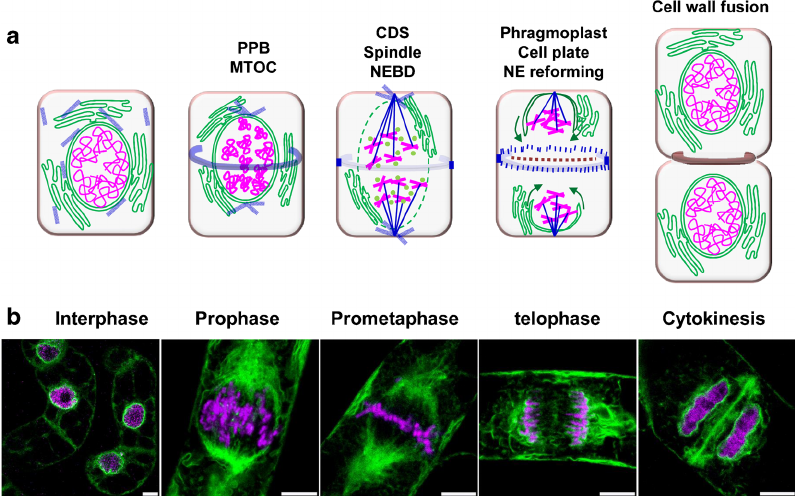 Cell wall fusion
a
PPB
MTOC
CDS
Spindle
NEBD
Phragmoplast
Cell plate
NE reforming
b
Interphase
Prophase
Prometaphase
telophase
Cytokinesis